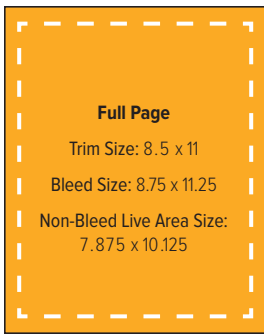 Full Page
Trim Size: 8.5 x 11
Bleed Size: 8.75 x 11.25
Non-Bleed Live Area Size:
7.875 x 10.125